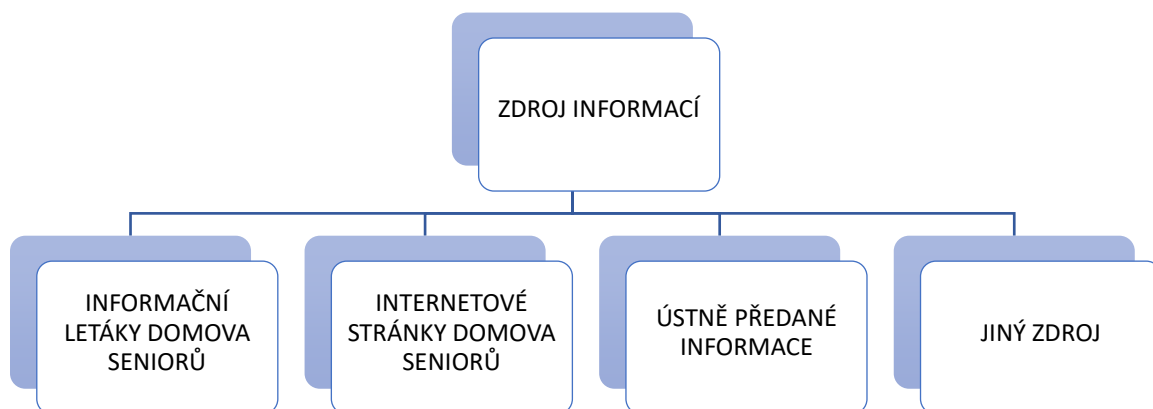 ZDROJ INFORMACÍ
INFORMAČNÍ
LETÁKY DOMOVA
SENIORŮ
INTERNETOVÉ
STRÁNKY DOMOVA
SENIORŮ
ÚSTNĚ PŘEDANÉ
INFORMACE
JINÝ ZDROJ